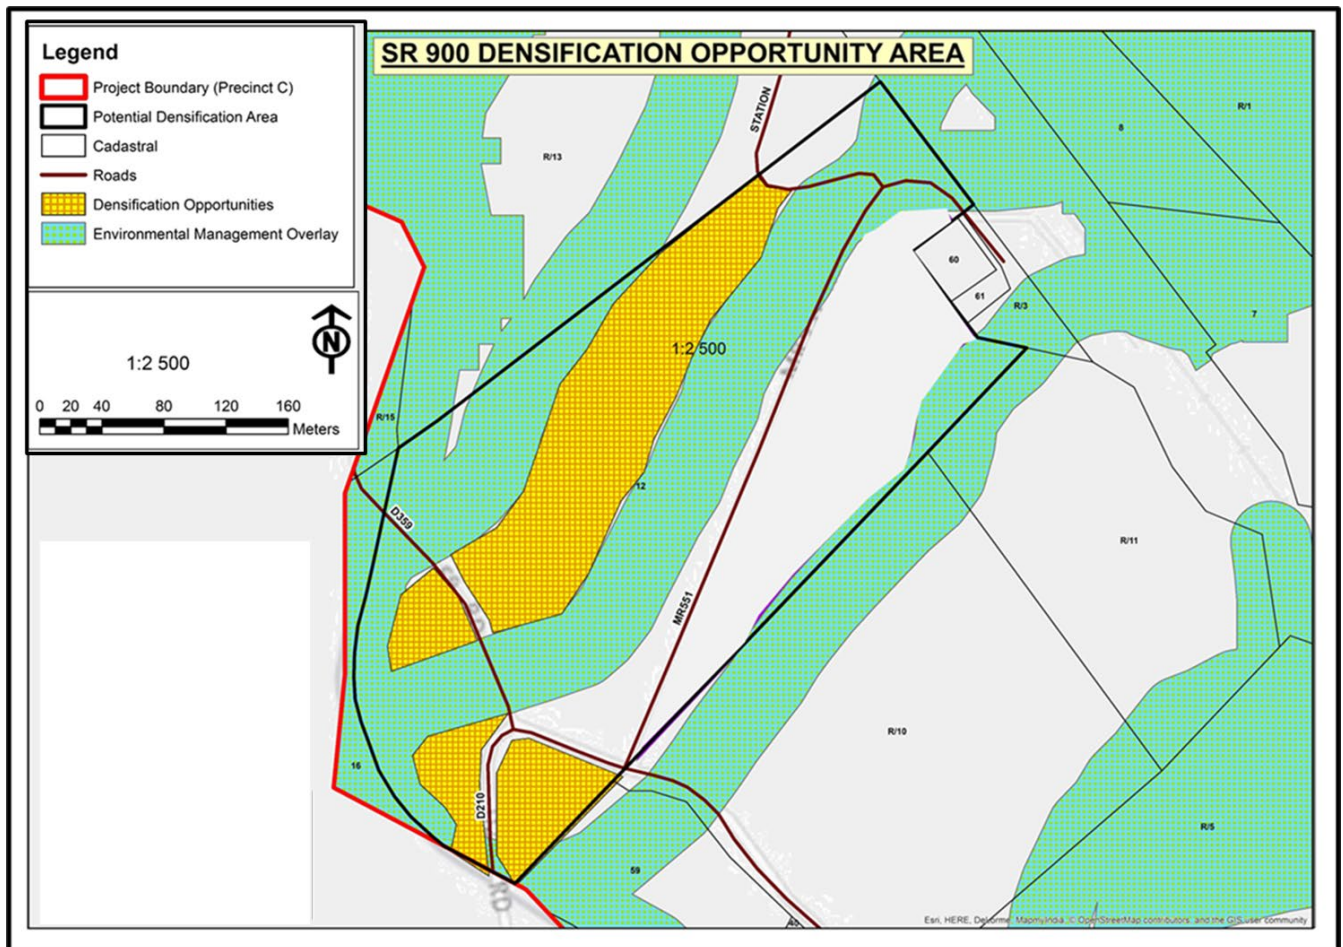 SR 900 DENSIFICATION OPPORTUNITY AREA
Legend
Project Boundary (Precinct C)
Potential Densification Area
Cadastral
Roads
Densification Opportunities
Environmental Management Overlay
1:2 500
N
0 20 40 80 120 160
Meters
STATION
R/13
8
R/1
60
61
R/3
7
1:2 500
R/15
12
D359
R/11
MR551
R/10
16
D210
R/5
59
RD
40
Esri, HERE, DeLorme, MapmyIndia, © OpenStreetMap contributors, and the GIS user community